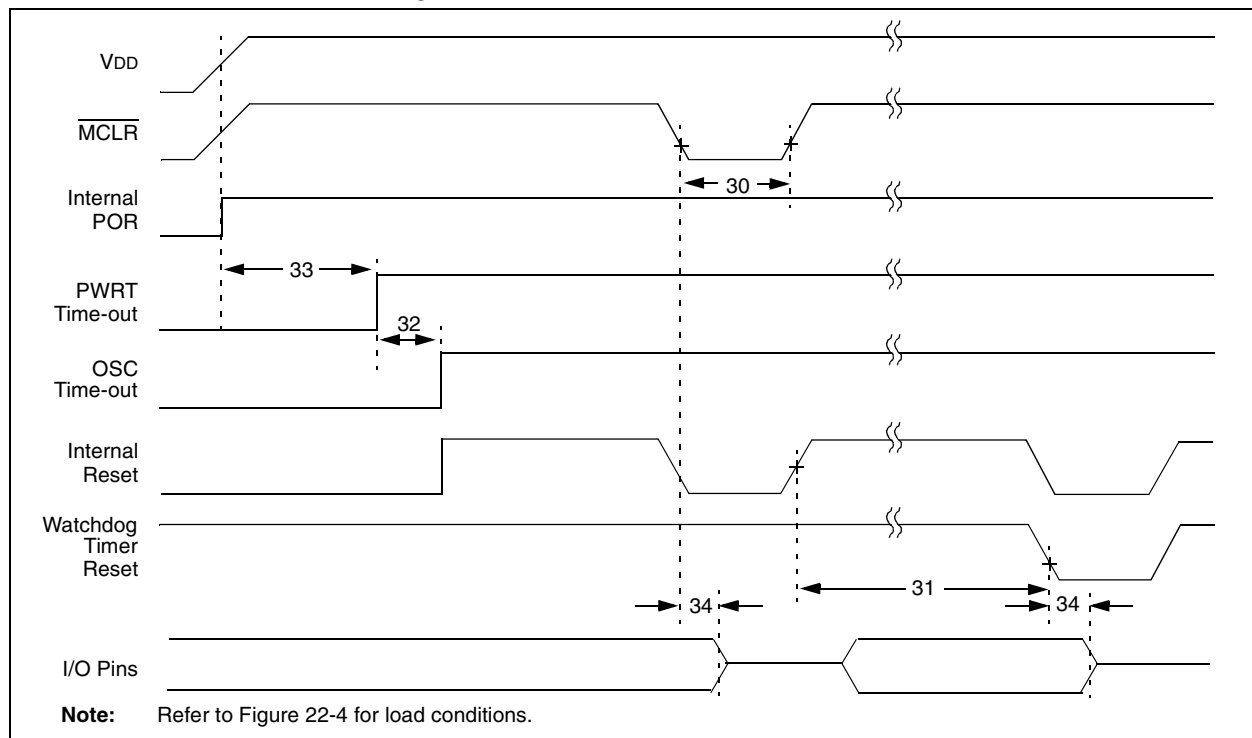 VDD
MCLR
30
Internal
POR
33
PWRT
Time-out
32
OSC
Time-out
Internal
Reset
Watchdog
Timer
Reset
31
34
34
I/O Pins
Note: Refer to Figure 22-4 for load conditions.